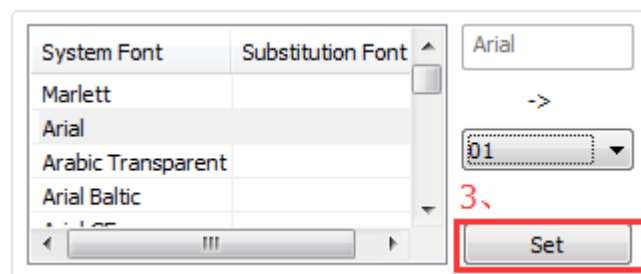 System Font Substitution Font
Marlett
Arial
Arabic Transparent
Arial Baltic
Arial
->
01
3、
Set